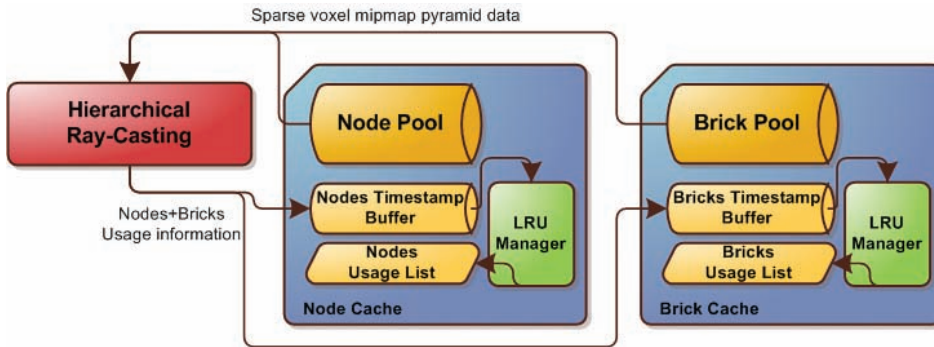 Sparse voxel mipmap pyramid data
Hierarchical
Ray-Casting
Node Pool
Brick Pool
Nodes+Bricks
Usage information
Nodes Timestamp
Buffer
LRU
Manager
Nodes
Usage List
Node Cache
Bricks Timestamp
Buffer
LRU
Manager
Bricks
Usage List
Brick Cache